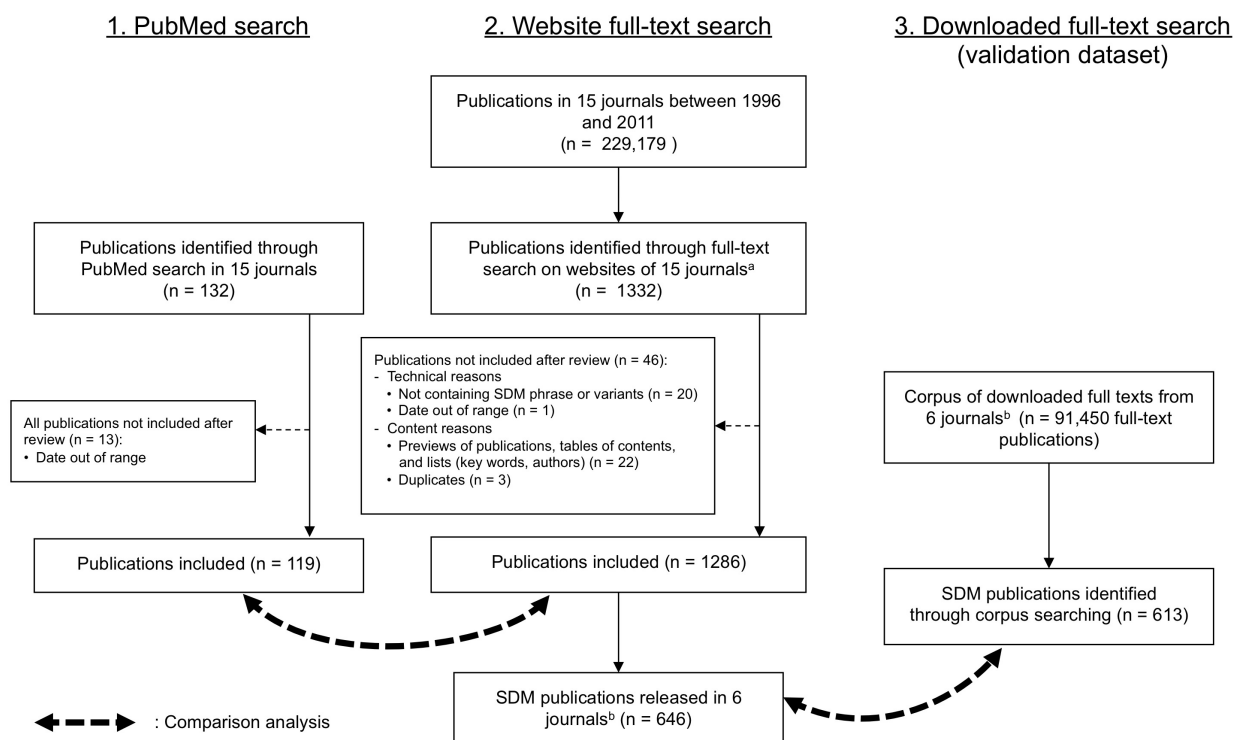 1. PubMed search
2. Website full-text search
3. Downloaded full-text search
(validation dataset)
Publications in 15 journals between 1996
and 2011
(n =  229,179 )
Publications identified through
PubMed search in 15 journals
(n = 132)
Publications identified through full-text
search on websites of 15 journalsᵃ
(n =  1332)
All publications not included after
review (n = 13):
• Date out of range
Publications not included after review (n = 46):
- Technical reasons
• Not containing SDM phrase or variants (n = 20)
• Date out of range (n = 1)
- Content reasons
• Previews of publications, tables of contents,
and lists (key words, authors) (n = 22)
• Duplicates (n = 3)
Corpus of downloaded full texts from
6 journalsᵇ (n = 91,450 full-text
publications)
Publications included (n = 119)
Publications included (n = 1286)
SDM publications identified
through corpus searching (n = 613)
SDM publications released in 6
journalsᵇ (n = 646)
: Comparison analysis